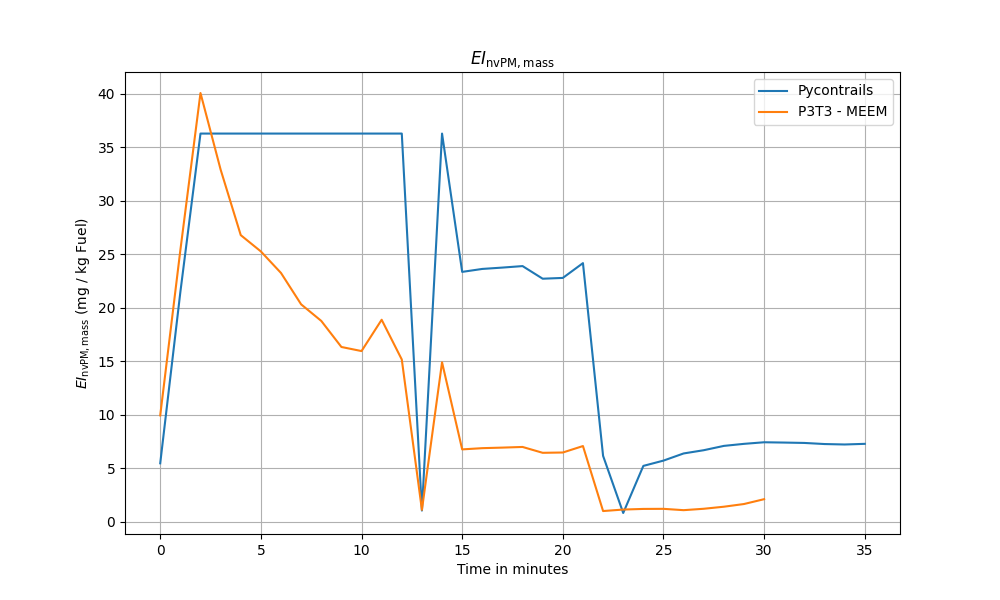 EI_nvPM, mass
Pycontrails
P3T3 - MEEM
EI_nvPM, mass (mg / kg Fuel)
40
35
30
25
20
15
10
5
0
0 5 10 15 20 25 30 35
Time in minutes